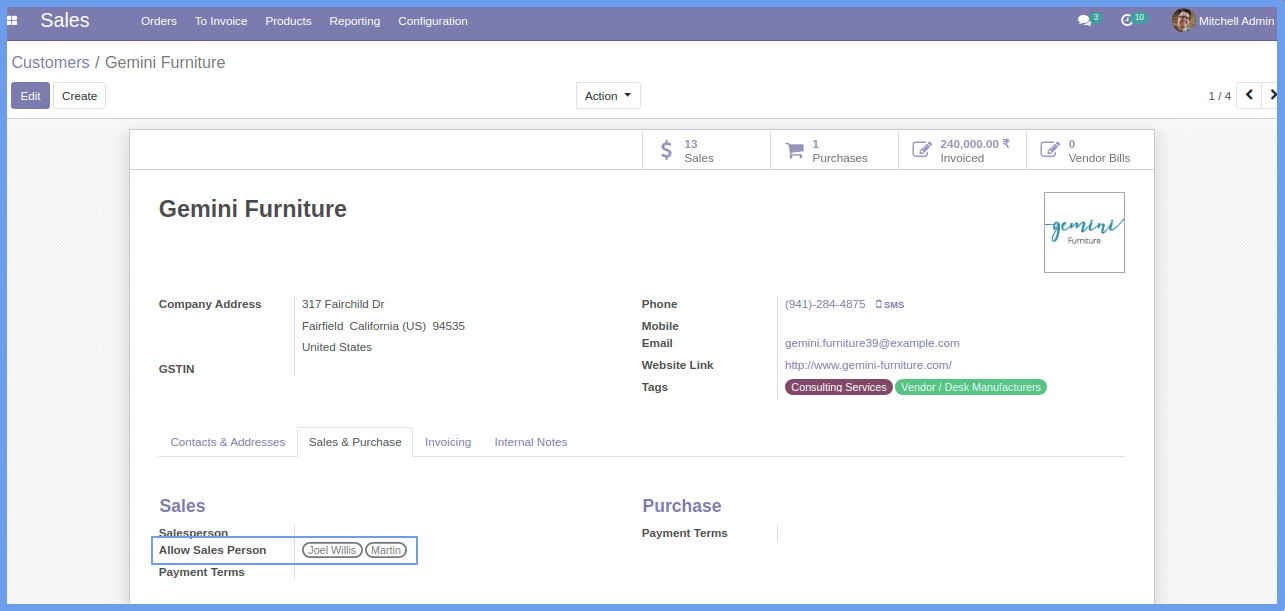 Sales Orders To Invoice Products Reporting Configuration 3 10 Mitchell Admin
Customers / Gemini Furniture
Edit Create Action 1 / 4
13 Sales
1 Purchases
240,000.00 ₹ Invoiced
0 Vendor Bills
Gemini Furniture
gemini
Furniture
Company Address 317 Fairchild Dr
Fairfield California (US) 94535
United States
GSTIN
Phone (941)-284-4875 SMS
Mobile
Email gemini.furniture39@example.com
Website Link http://www.gemini-furniture.com/
Tags Consulting Services Vendor / Desk Manufacturers
Contacts & Addresses Sales & Purchase Invoicing Internal Notes
Sales
Salesperson
Allow Sales Person Joel Willis Martin
Payment Terms
Purchase
Payment Terms